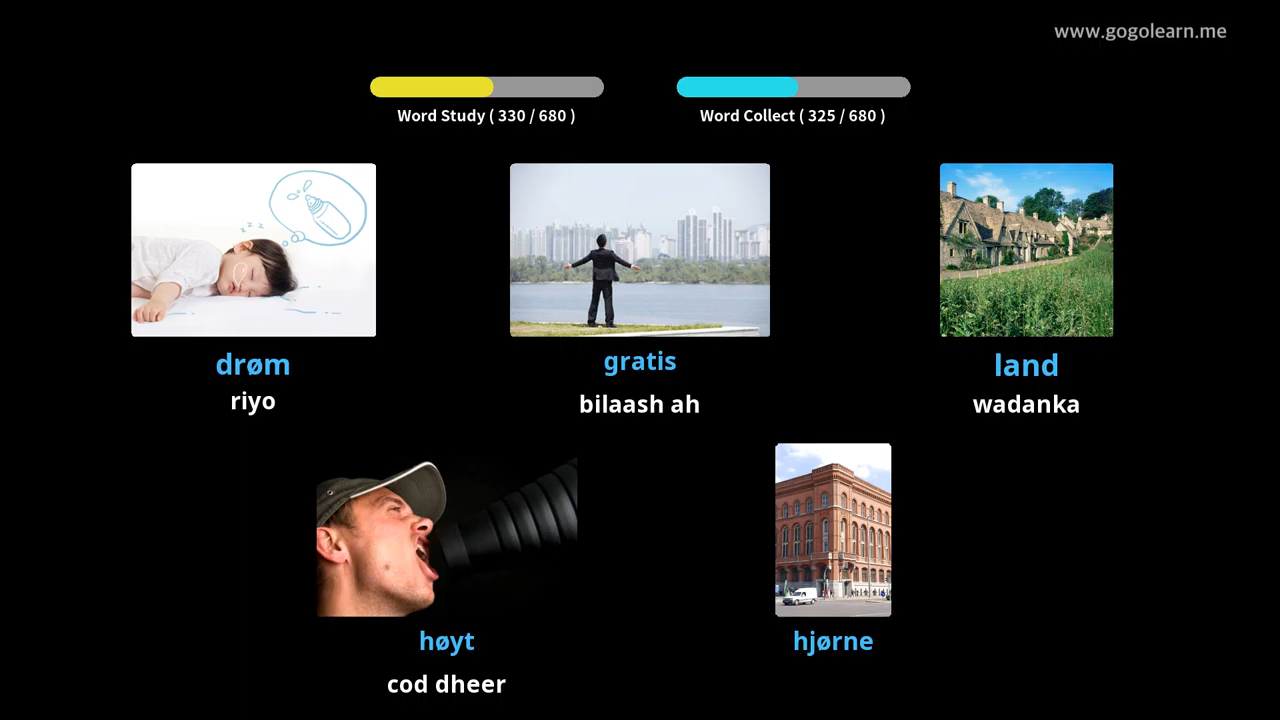 www.gogolearn.me
Word Study ( 330 / 680 )
Word Collect ( 325 / 680 )
z z z
drøm
riyo
gratis
bilaash ah
land
wadanka
høyt
cod dheer
hjørne